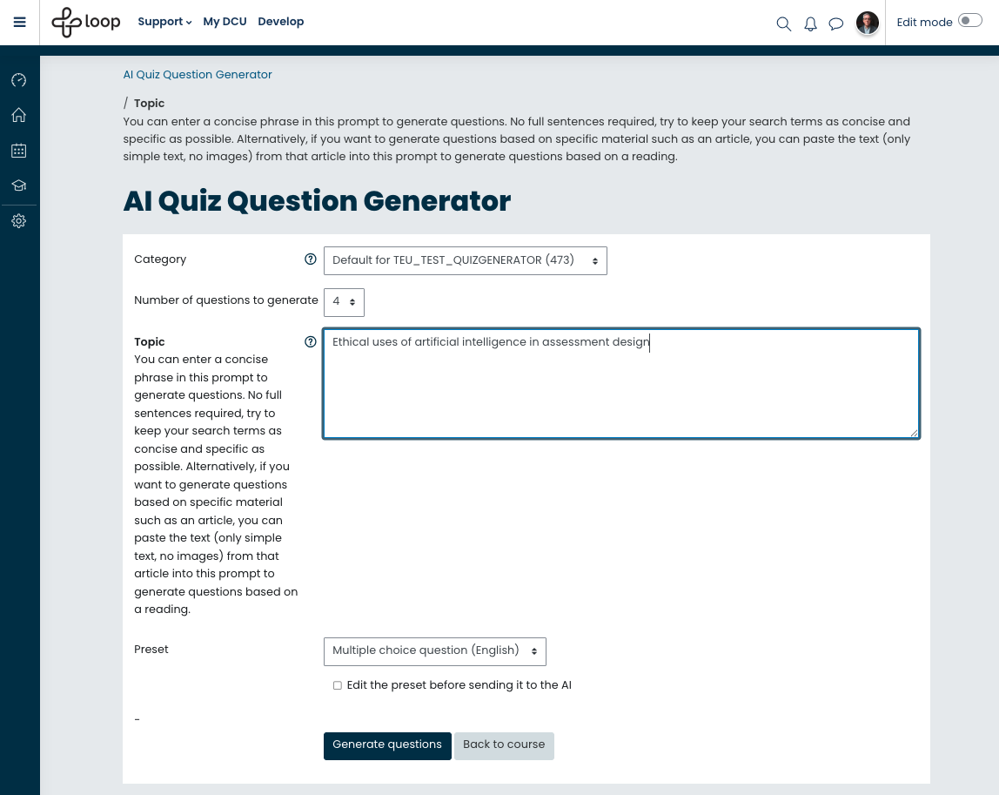 loop
Support My DCU Develop
Edit mode
AI Quiz Question Generator
/ Topic
You can enter a concise phrase in this prompt to generate questions. No full sentences required, try to keep your search terms as concise and
specific as possible. Alternatively, if you want to generate questions based on specific material such as an article, you can paste the text (only
simple text, no images) from that article into this prompt to generate questions based on a reading.
AI Quiz Question Generator
Category
Default for TEU_TEST_QUIZGENERATOR (473)
Number of questions to generate
4
Topic
You can enter a concise
phrase in this prompt to
generate questions. No full
sentences required, try to
keep your search terms as
concise and specific as
possible. Alternatively, if you
want to generate questions
based on specific material
such as an article, you can
paste the text (only simple
text, no images) from that
article into this prompt to
generate questions based on
a reading.
Ethical uses of artificial intelligence in assessment design
Preset
Multiple choice question (English)
Edit the preset before sending it to the AI
-
Generate questions
Back to course